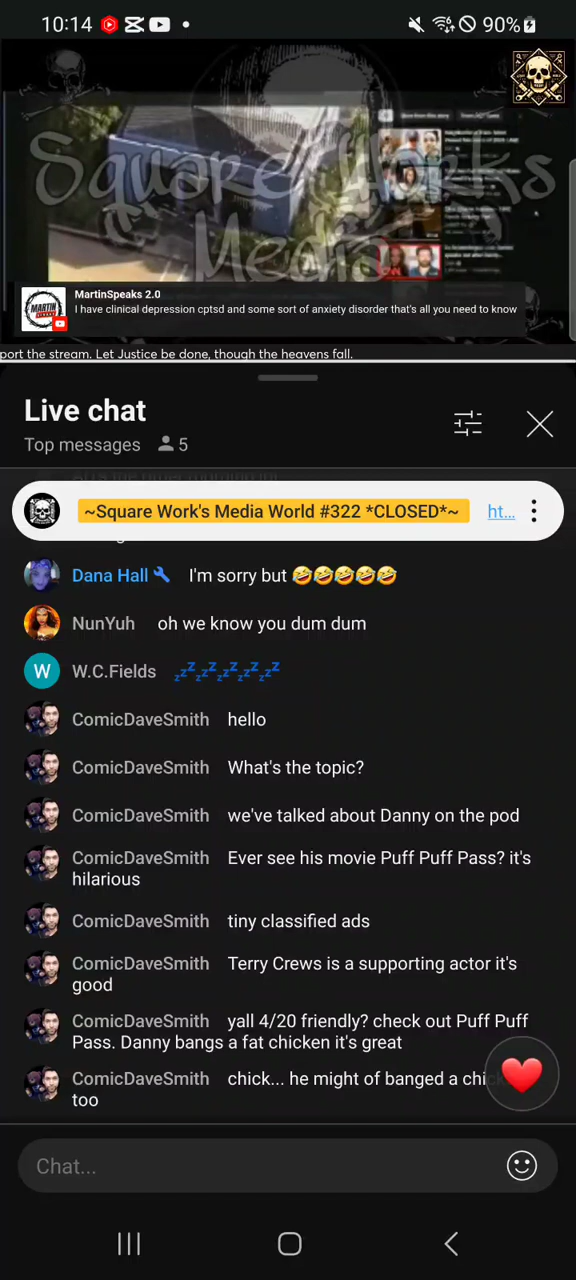 10:14
90%
Square Works
Media
MartinSpeaks 2.0
I have clinical depression cptsd and some sort of anxiety disorder that's all you need to know
port the stream. Let Justice be done, though the heavens fall.
Live chat
Top messages 5
~Square Work's Media World #322 *CLOSED*~ ht...
Dana Hall I'm sorry but 🤣🤣🤣🤣🤣
NunYuh oh we know you dum dum
W W.C.Fields zzZzzZzzZzzZzzZzzZ
ComicDaveSmith hello
ComicDaveSmith What's the topic?
ComicDaveSmith we've talked about Danny on the pod
ComicDaveSmith Ever see his movie Puff Puff Pass? it's
hilarious
ComicDaveSmith tiny classified ads
ComicDaveSmith Terry Crews is a supporting actor it's
good
ComicDaveSmith yall 4/20 friendly? check out Puff Puff
Pass. Danny bangs a fat chicken it's great
ComicDaveSmith chick... he might of banged a
too
Chat...